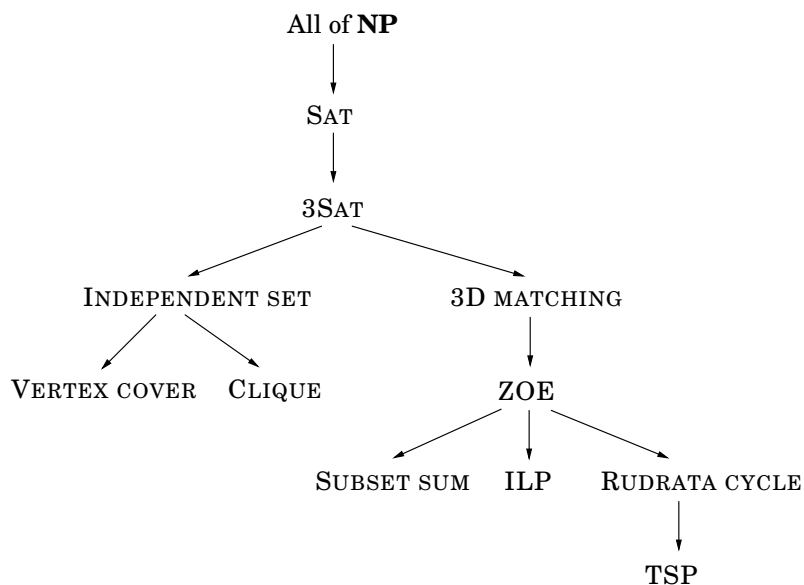 All of NP
SAT
3SAT
INDEPENDENT SET 3D MATCHING
VERTEX COVER CLIQUE ZOE
SUBSET SUM ILP RUDRATA CYCLE
TSP